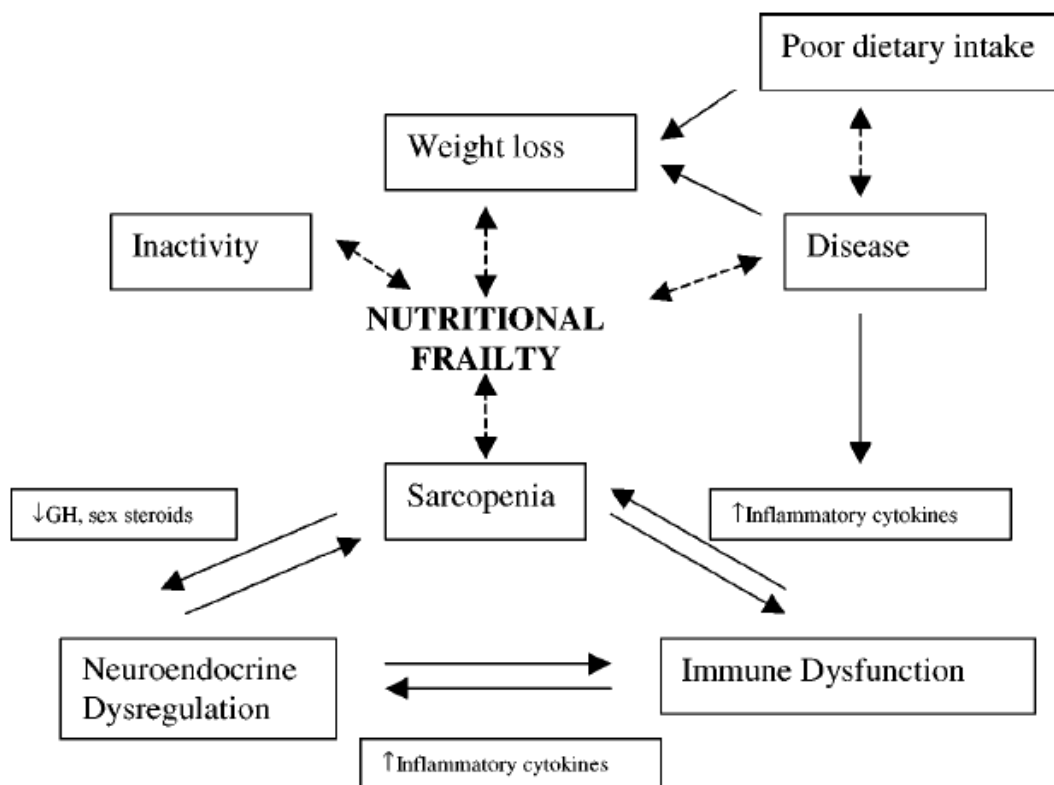 Poor dietary intake
Weight loss
Inactivity
Disease
NUTRITIONAL
FRAILTY
Sarcopenia
↓GH, sex steroids
↑Inflammatory cytokines
Neuroendocrine
Dysregulation
Immune Dysfunction
↑Inflammatory cytokines